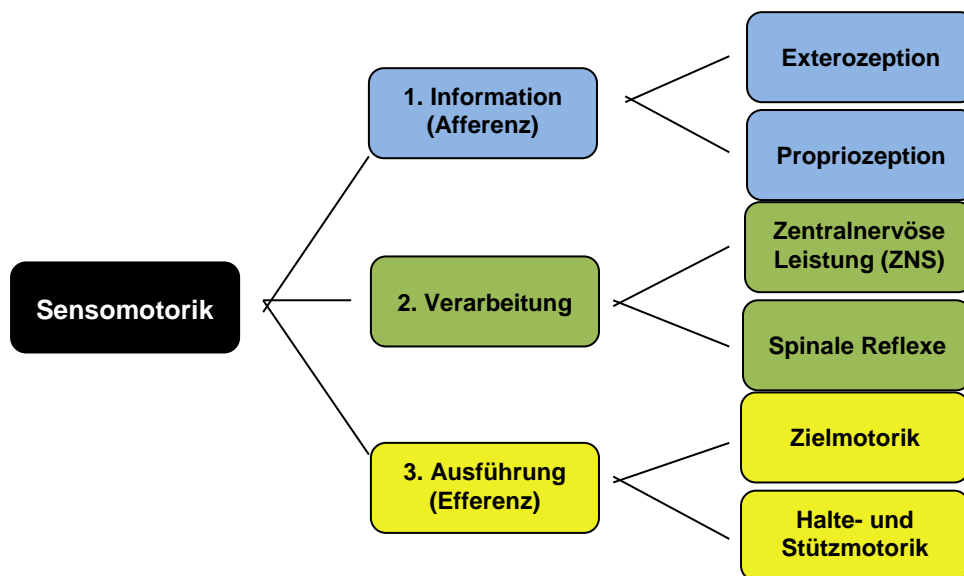 Sensomotorik
1. Information
(Afferenz)
Exterozeption
Propriozeption
2. Verarbeitung
Zentralnervöse
Leistung (ZNS)
Spinale Reflexe
3. Ausführung
(Efferenz)
Zielmotorik
Halte- und
Stützmotorik